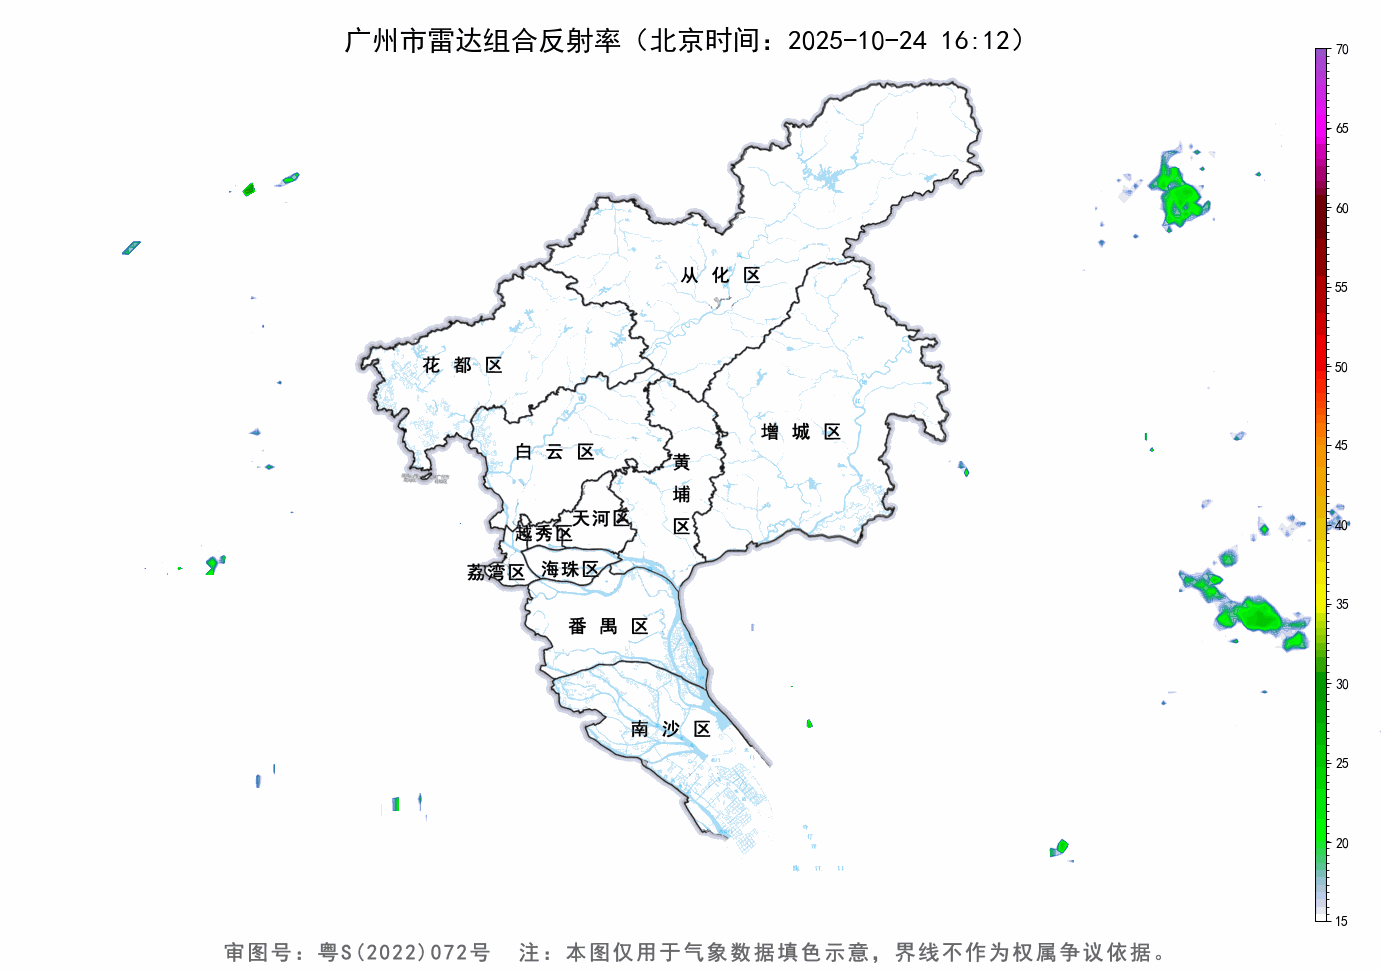 广州市雷达组合反射率（北京时间：2025-10-24 16:12）
70
65
60
55
50
45
40
35
30
25
20
15
从化区
花都区
增城区
白云区
黄埔区
天河区
越秀区
荔湾区
海珠区
番禺区
南沙区
审图号：粤S(2022)072号　注：本图仅用于气象数据填色示意，界线不作为权属争议依据。